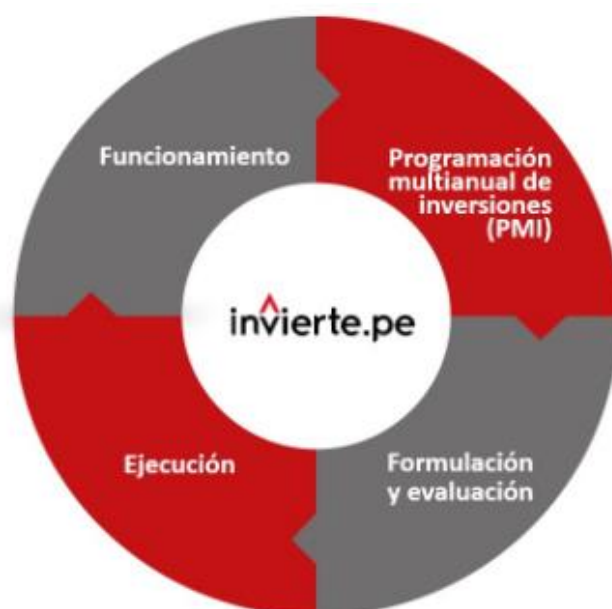 Funcionamiento
Programación
multianual de
inversiones
(PMI)
invierte.pe
Ejecución
Formulación
y evaluación